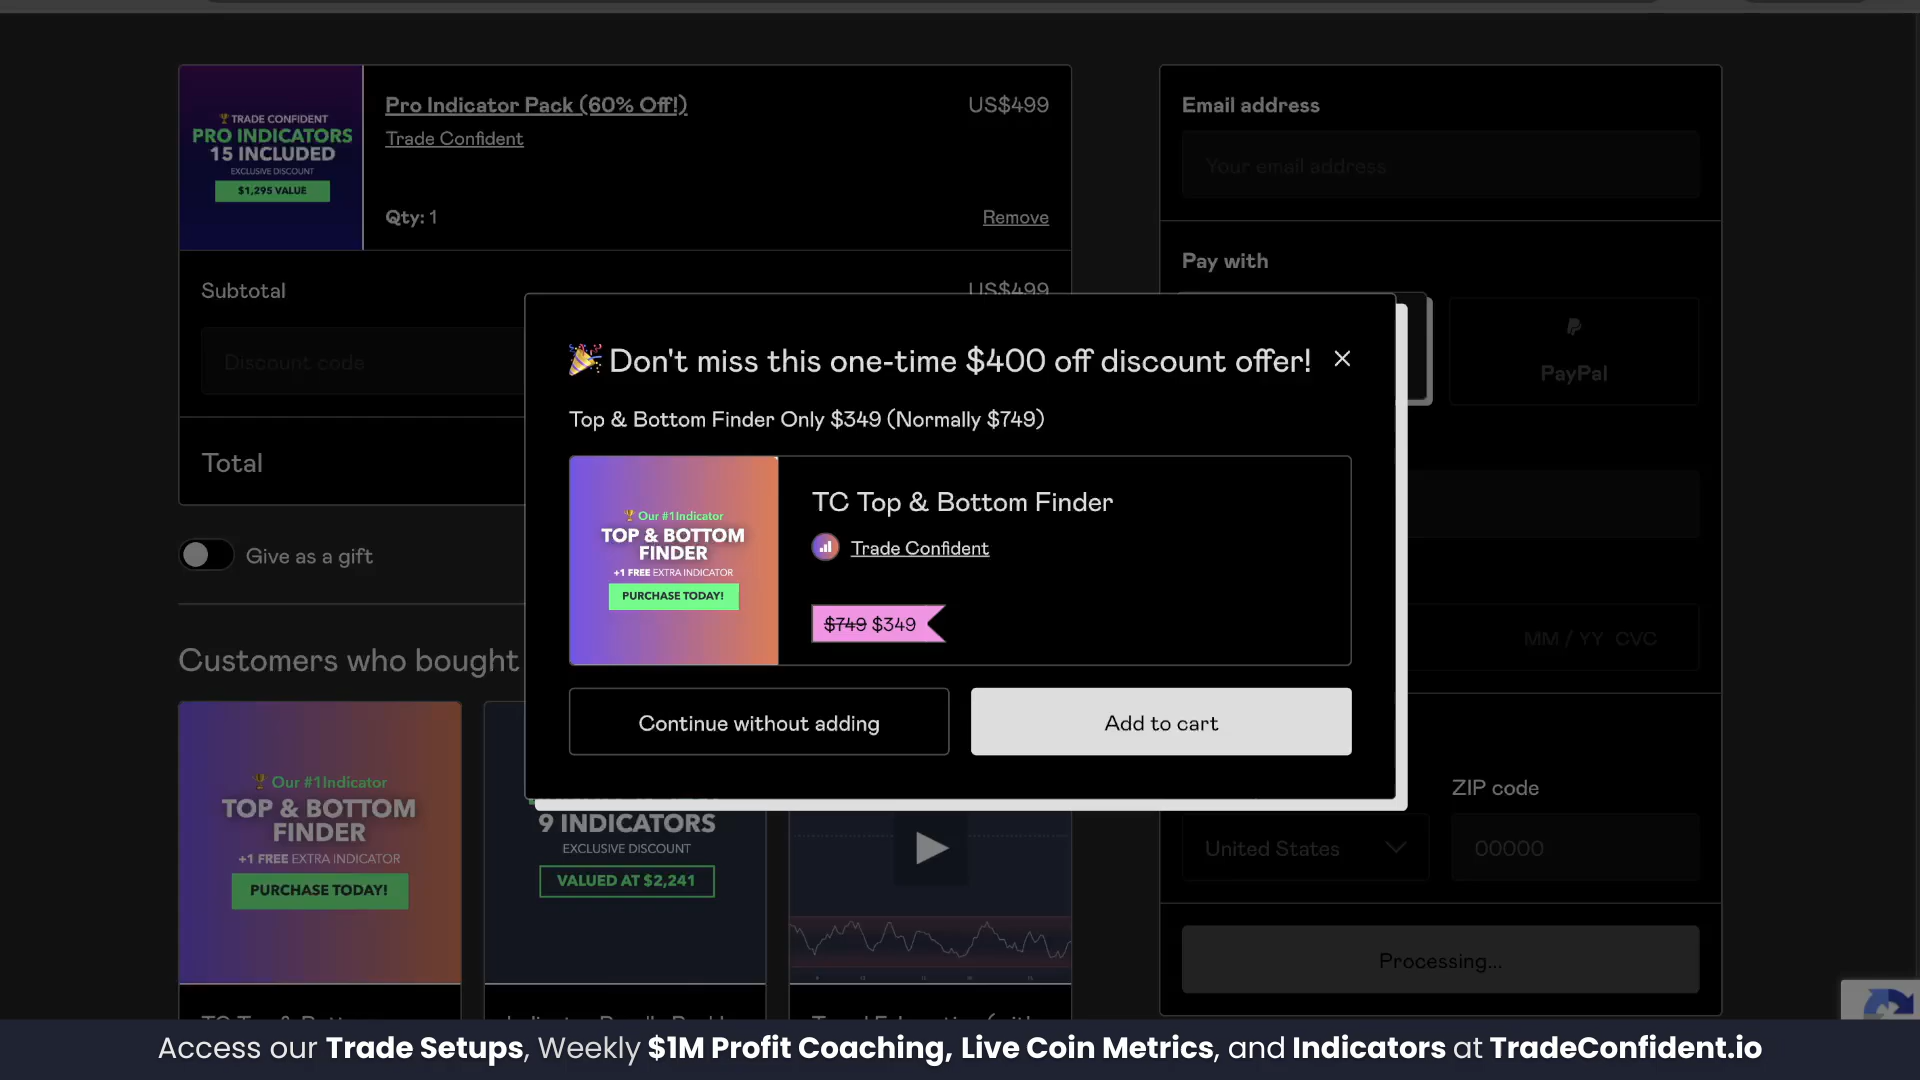 TRADE CONFIDENT
PRO INDICATORS
15 INCLUDED
EXCLUSIVE DISCOUNT
$1,295 VALUE
Pro Indicator Pack (60% Off!)
US$499
Trade Confident
Qty: 1
Remove
Subtotal
US$499
Discount code
Total
Give as a gift
Email address
Your email address
Pay with
PayPal
MM / YY CVC
ZIP code
United States
00000
Processing...
Don't miss this one-time $400 off discount offer!
Top & Bottom Finder Only $349 (Normally $749)
Our #1 Indicator
TOP & BOTTOM
FINDER
+1 FREE EXTRA INDICATOR
PURCHASE TODAY!
TC Top & Bottom Finder
Trade Confident
$749 $349
Continue without adding
Add to cart
Customers who bought
Our #1 Indicator
TOP & BOTTOM
FINDER
+1 FREE EXTRA INDICATOR
PURCHASE TODAY!
9 INDICATORS
EXCLUSIVE DISCOUNT
VALUED AT $2,241
Access our Trade Setups, Weekly $1M Profit Coaching, Live Coin Metrics, and Indicators at TradeConfident.io